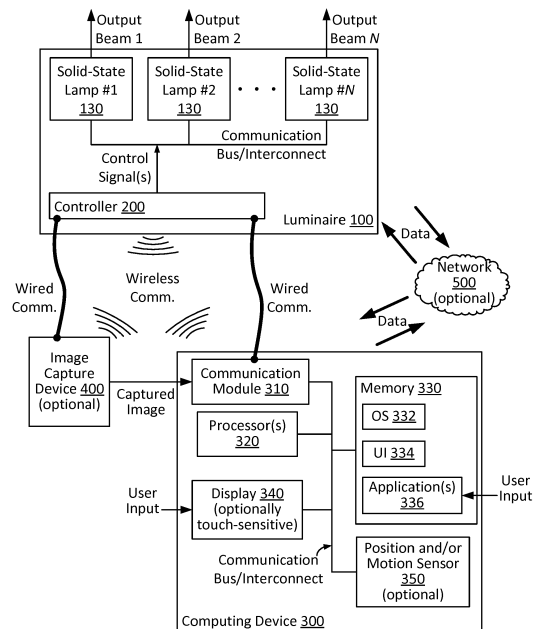 Output
Beam 1
Output
Beam 2
Output
Beam N
Solid-State
Lamp #1
130
Solid-State
Lamp #2
130
Solid-State
Lamp #N
130
Communication
Bus/Interconnect
Control
Signal(s)
Controller 200
Luminaire 100
Wireless
Comm.
Wired
Comm.
Wired
Comm.
Data
Network
500
(optional)
Data
Image
Capture
Device 400
(optional)
Captured
Image
Communication
Module 310
Processor(s)
320
User
Input
Display 340
(optionally
touch-sensitive)
Communication
Bus/Interconnect
Memory 330
OS 332
UI 334
Application(s)
336
User
Input
Position and/or
Motion Sensor
350
(optional)
Computing Device 300